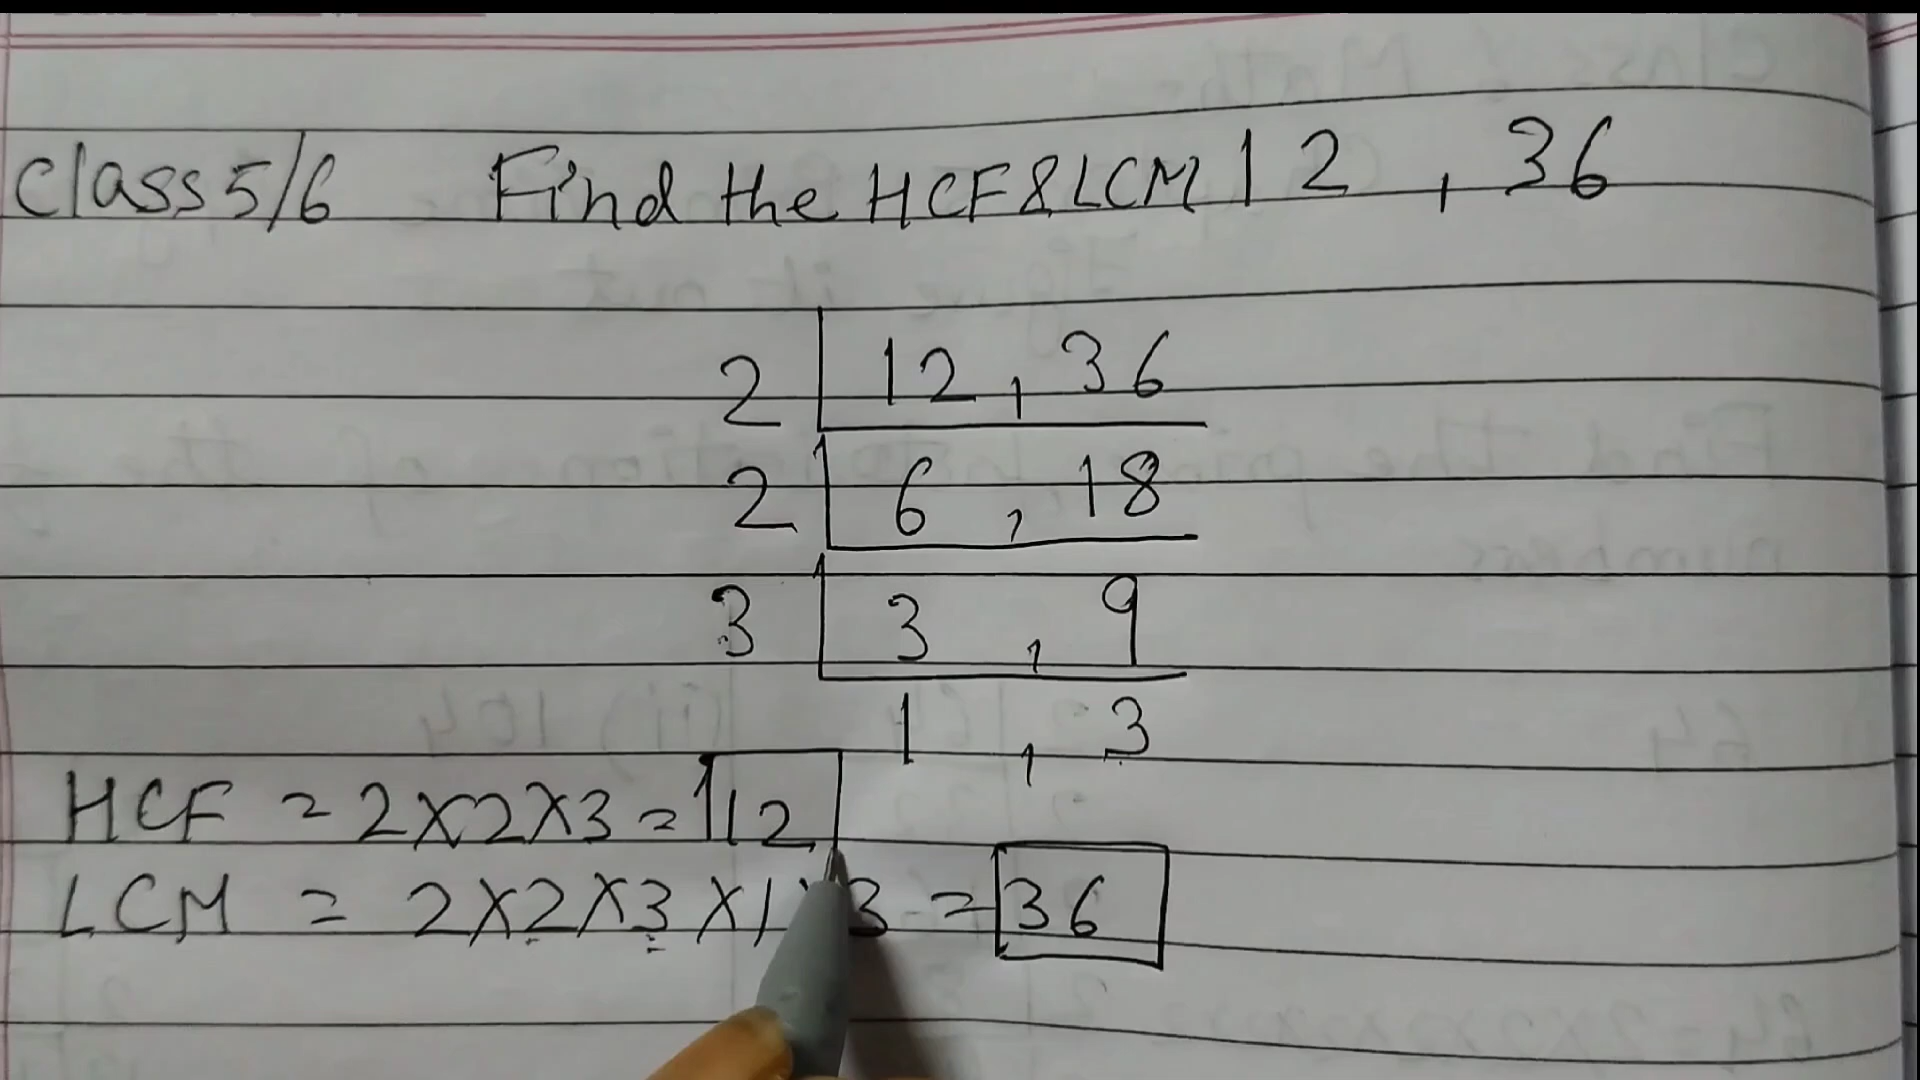 Class 5/6 Find the HCF & LCM 12 , 36
2 12 , 36
2 6 , 18
3 3 , 9
1 , 3
HCF = 2×2×3 = 12
LCM = 2×2×3×1×3 = 36